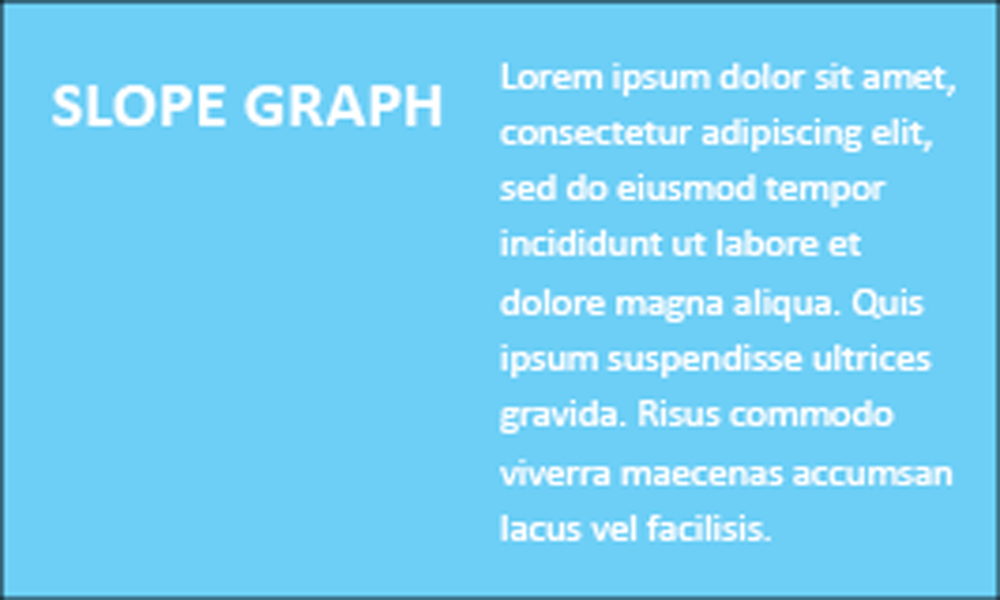 SLOPE GRAPH
Lorem ipsum dolor sit amet,
consectetur adipiscing elit,
sed do eiusmod tempor
incididunt ut labore et
dolore magna aliqua. Quis
ipsum suspendisse ultrices
gravida. Risus commodo
viverra maecenas accumsan
lacus vel facilisis.